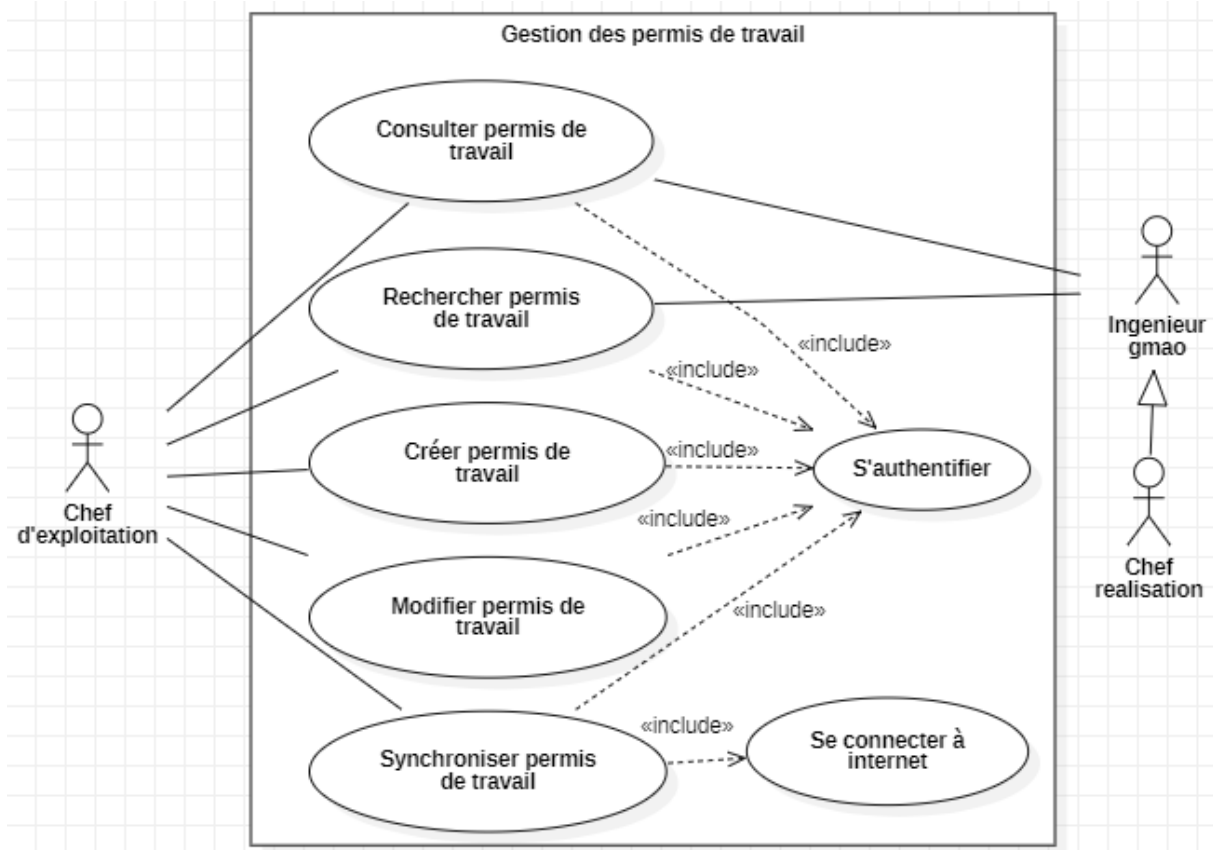 Gestion des permis de travail
Consulter permis de
travail
Rechercher permis
de travail
«include»
«include»
Créer permis de
travail
«include»
S'authentifier
«include»
Modifier permis de
travail
«include»
Synchroniser permis
de travail
«include»
Se connecter à
internet
Chef
d'exploitation
Ingenieur
gmao
Chef
realisation